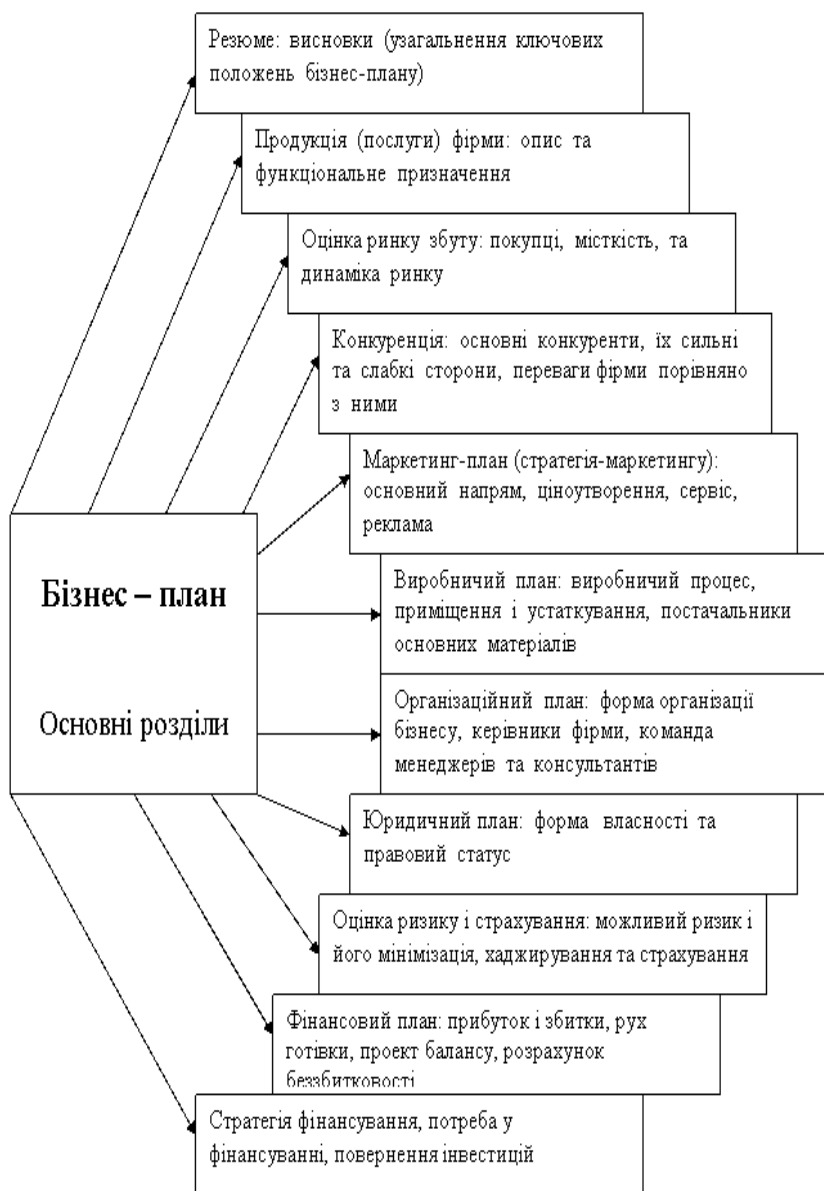 Резюме: висновки (узагальнення ключових
положень бізнес-плану)
Продукція (послуги) фірми: опис та
функціональне призначення
Оцінка ринку збуту: покупці, місткість, та
динаміка ринку
Конкуренція: основні конкуренти, їх сильні
та слабкі сторони, переваги фірми порівняно
з ними
Маркетинг-план (стратегія-маркетингу):
основний напрям, ціноутворення, сервіс,
реклама
Бізнес – план
Основні розділи
Виробничий план: виробничий процес,
приміщення і устаткування, постачальники
основних матеріалів
Організаційний план: форма організації
бізнесу, керівники фірми, команда
менеджерів та консультантів
Юридичний план: форма власності та
правовий статус
Оцінка ризику і страхування: можливий ризик і
його мінімізація, хаджирування та страхування
Фінансовий план: прибуток і збитки, рух
готівки, проект балансу, розрахунок
беззбитковості
Стратегія фінансування, потреба у
фінансуванні, повернення інвестицій